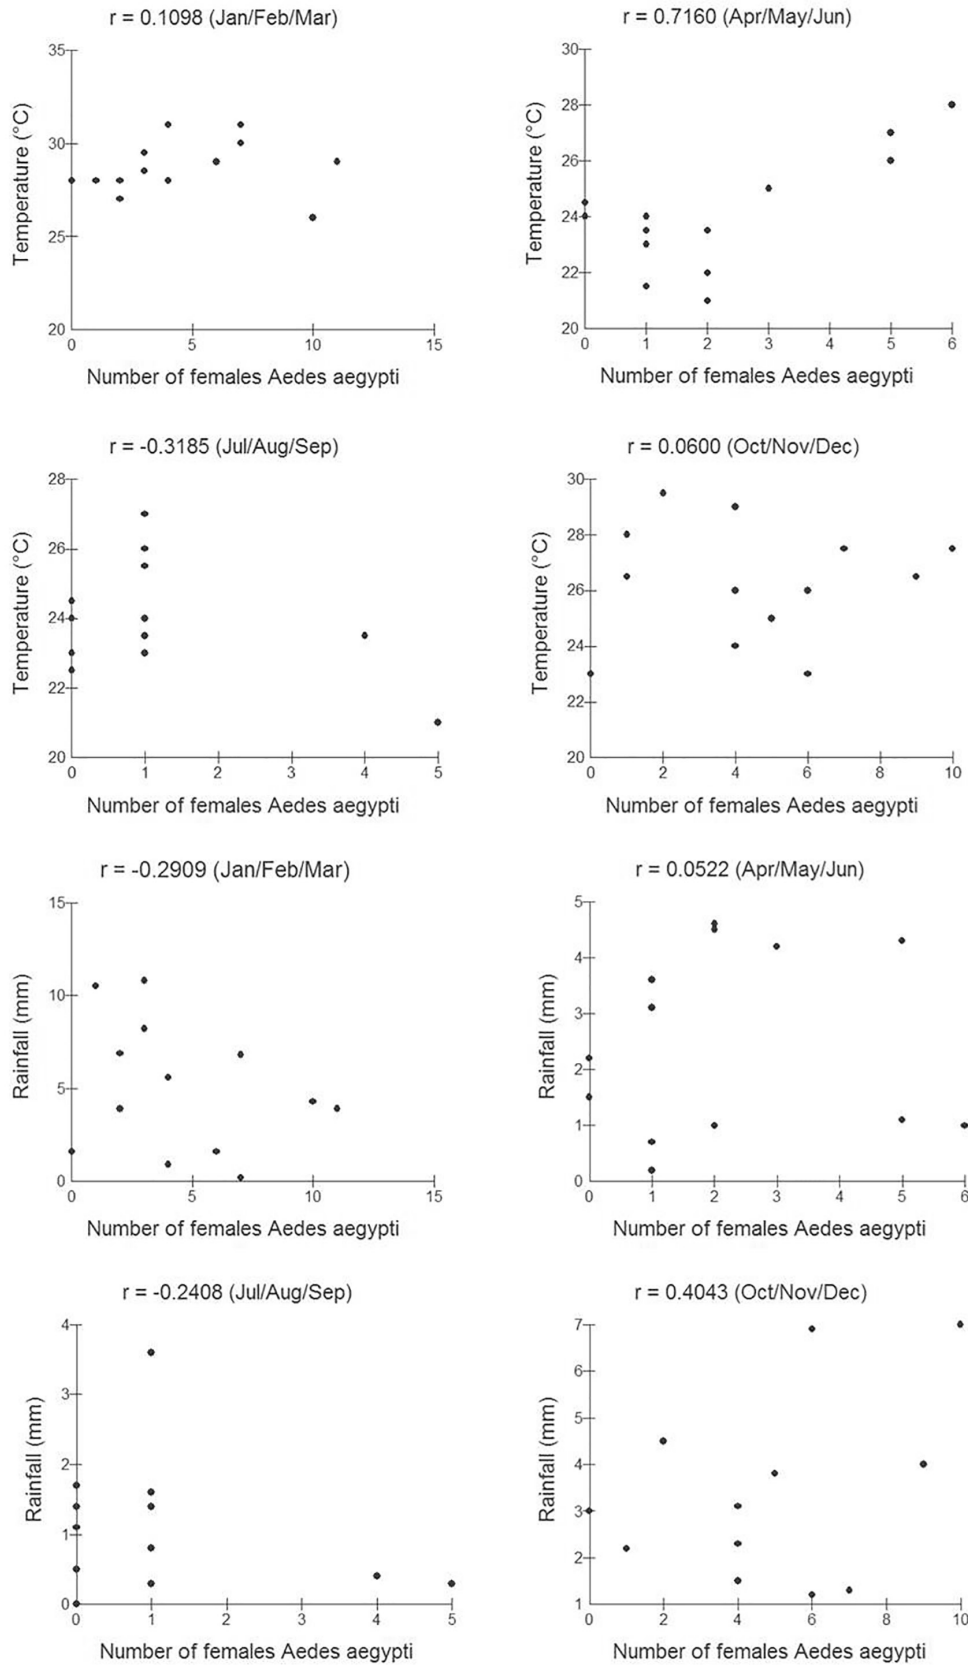 r = 0.1098 (Jan/Feb/Mar)
35
30
25
20
Temperature (°C)
0 5 10 15
Number of females Aedes aegypti
r = 0.7160 (Apr/May/Jun)
30
28
26
24
22
20
Temperature (°C)
0 1 2 3 4 5 6
Number of females Aedes aegypti
r = -0.3185 (Jul/Aug/Sep)
28
26
24
22
20
Temperature (°C)
0 1 2 3 4 5
Number of females Aedes aegypti
r = 0.0600 (Oct/Nov/Dec)
30
28
26
24
22
20
Temperature (°C)
0 2 4 6 8 10
Number of females Aedes aegypti
r = -0.2909 (Jan/Feb/Mar)
15
10
5
0
Rainfall (mm)
0 5 10 15
Number of females Aedes aegypti
r = 0.0522 (Apr/May/Jun)
5
4
3
2
1
0
Rainfall (mm)
0 1 2 3 4 5 6
Number of females Aedes aegypti
r = -0.2408 (Jul/Aug/Sep)
4
3
2
1
0
Rainfall (mm)
0 1 2 3 4 5
Number of females Aedes aegypti
r = 0.4043 (Oct/Nov/Dec)
7
6
5
4
3
2
1
Rainfall (mm)
0 2 4 6 8 10
Number of females Aedes aegypti